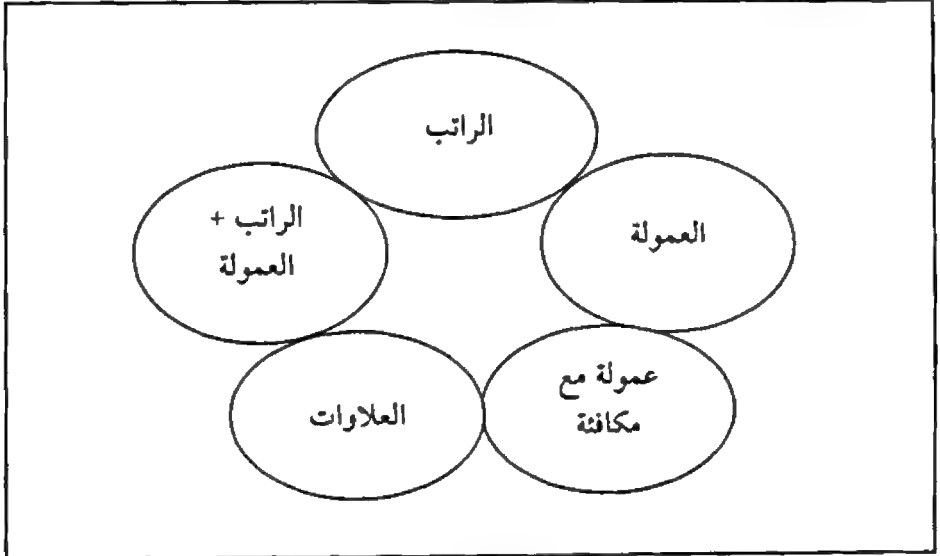 الراتب
العمولة
عمولة مع
مكافئة
العلاوات
الراتب +
العمولة